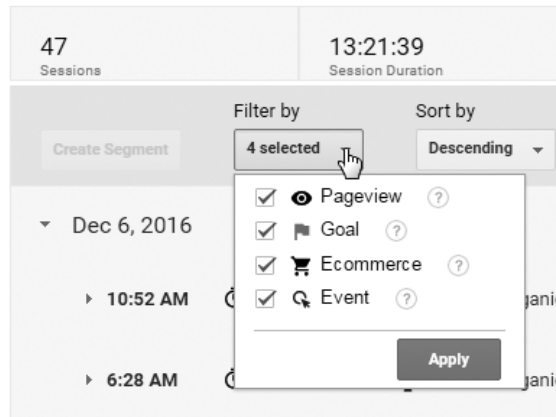 47
Sessions
13:21:39
Session Duration
Filter by
Sort by
Create Segment
4 selected
Descending
Pageview ?
Goal ?
Ecommerce ?
Event ?
Apply
Dec 6, 2016
10:52 AM
6:28 AM